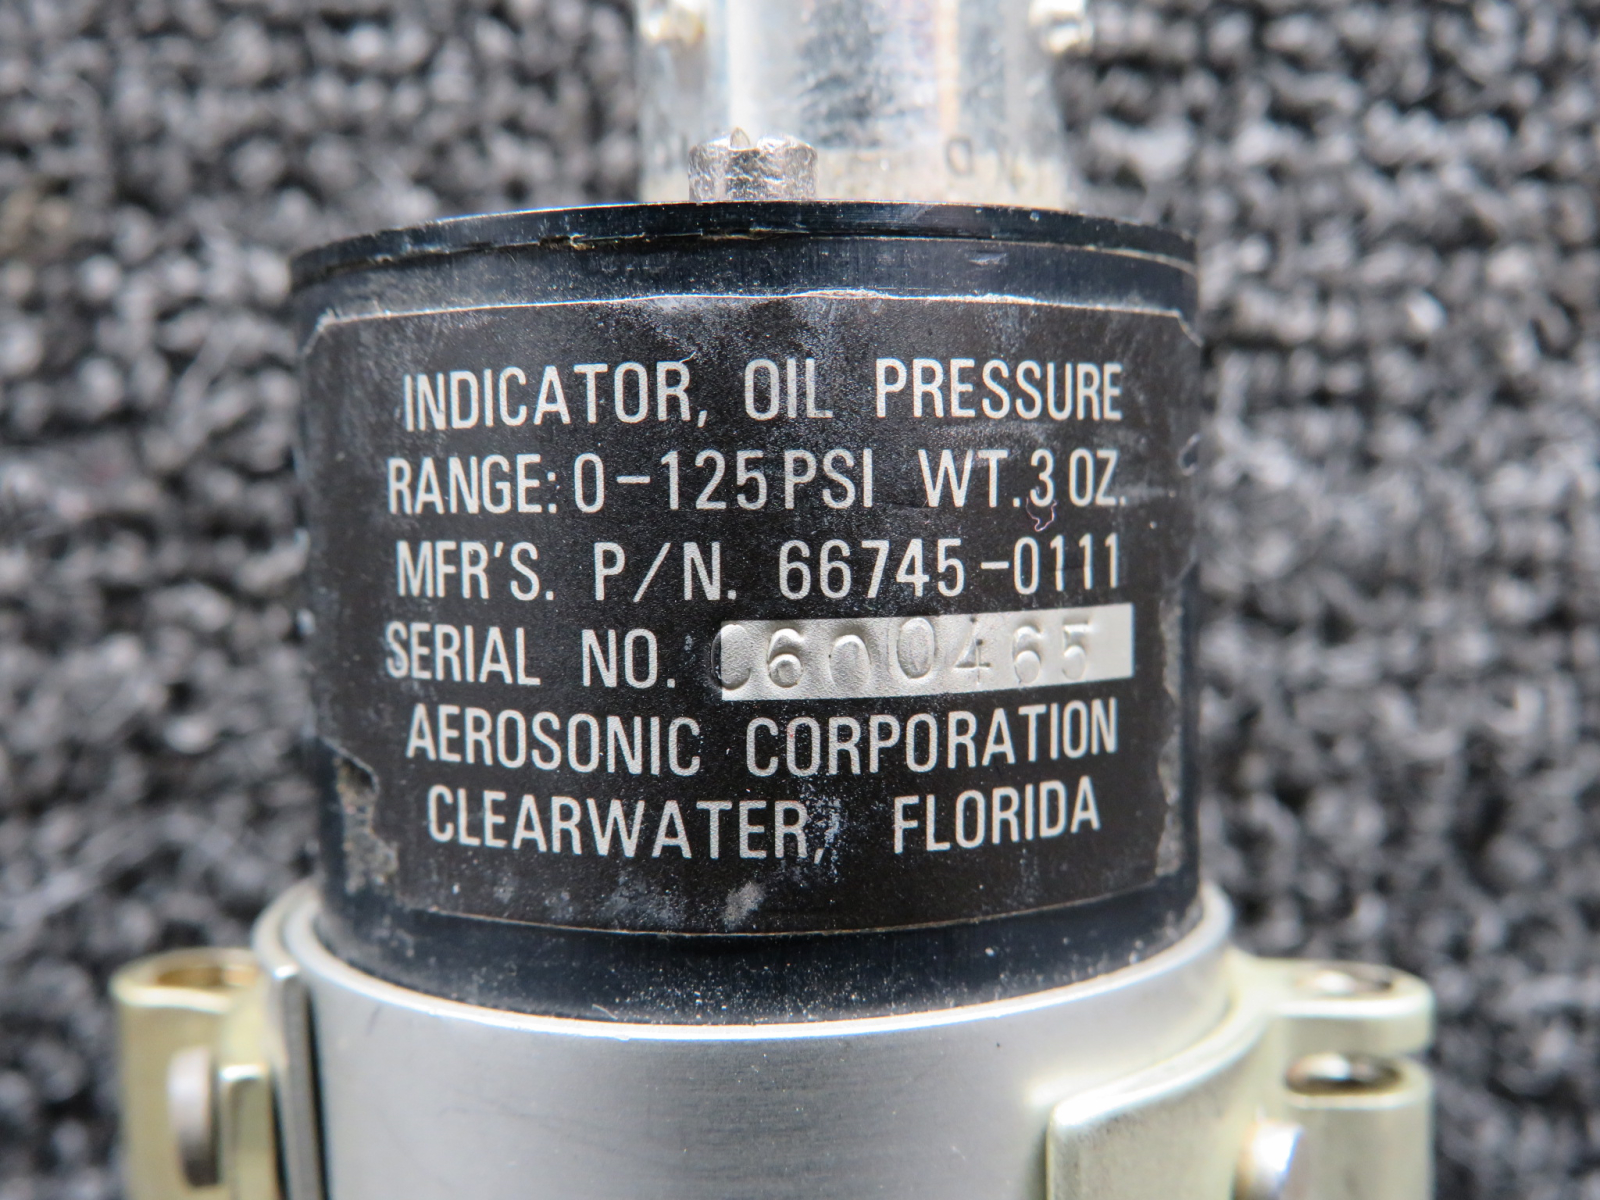 INDICATOR, OIL PRESSURE
RANGE: 0-125 PSI WT. 3 OZ.
MFR'S. P/N. 66745-0111
SERIAL NO. C600465
AEROSONIC CORPORATION
CLEARWATER, FLORIDA